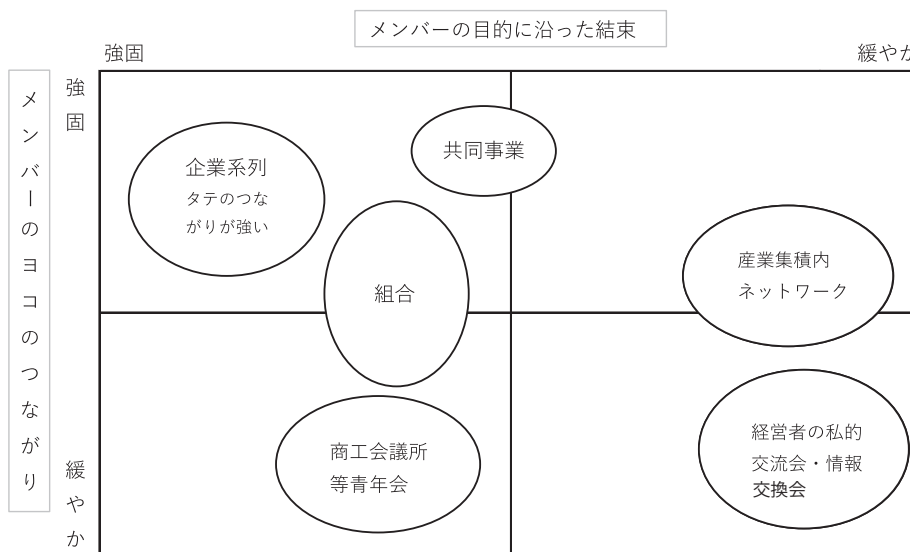 メンバーの目的に沿った結束
強固
緩やか
メンバーのヨコのつながり
強固
企業系列
タテのつな
がりが強い
共同事業
組合
産業集積内
ネットワーク
緩やか
商工会議所
等青年会
経営者の私的
交流会・情報
交換会